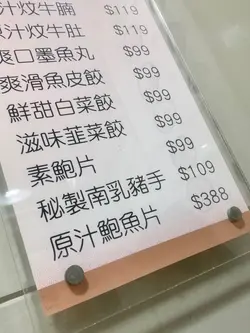 原汁炆牛腩 $119
原汁炆牛肚 $119
爽口墨魚丸 $99
爽滑魚皮餃 $99
鮮甜白菜餃 $99
滋味韮菜餃 $99
素鮑片 $99
秘製南乳豬手 $109
原汁鮑魚片 $388